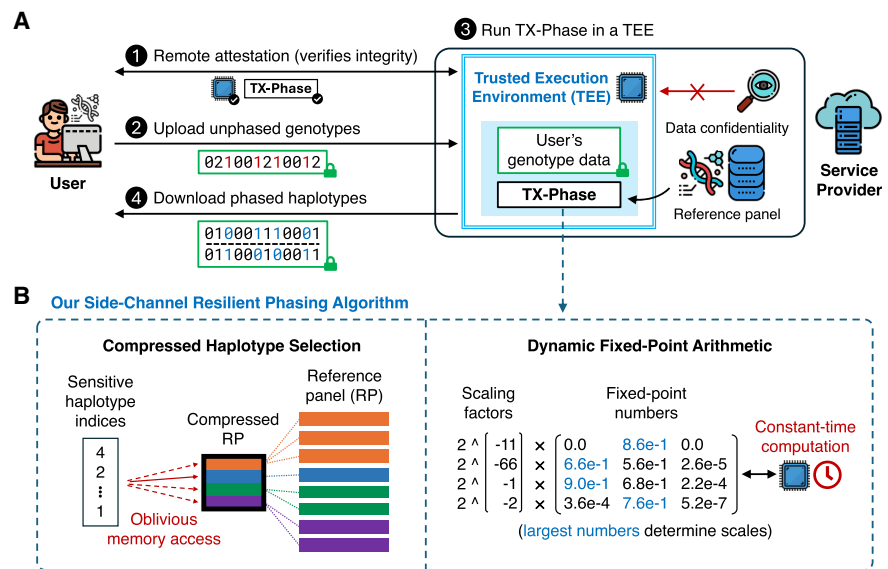 A
❸ Run TX-Phase in a TEE
❶ Remote attestation (verifies integrity)
TX-Phase
❷ Upload unphased genotypes
021001210012
User
❹ Download phased haplotypes
010001110001
011000100011
Trusted Execution
Environment (TEE)
User's
genotype data
TX-Phase
Data confidentiality
Reference panel
Service
Provider
B
Our Side-Channel Resilient Phasing Algorithm
Compressed Haplotype Selection
Sensitive
haplotype
indices
4
2
⋮
1
Compressed
RP
Reference
panel (RP)
Oblivious
memory access
Dynamic Fixed-Point Arithmetic
Scaling
factors
Fixed-point
numbers
2 ^ -11 × 0.0 8.6e-1 0.0
2 ^ -66 × 6.6e-1 5.6e-1 2.6e-5
2 ^ -1 × 9.0e-1 6.8e-1 2.2e-4
2 ^ -2 × 3.6e-4 7.6e-1 5.2e-7
(largest numbers determine scales)
Constant-time
computation